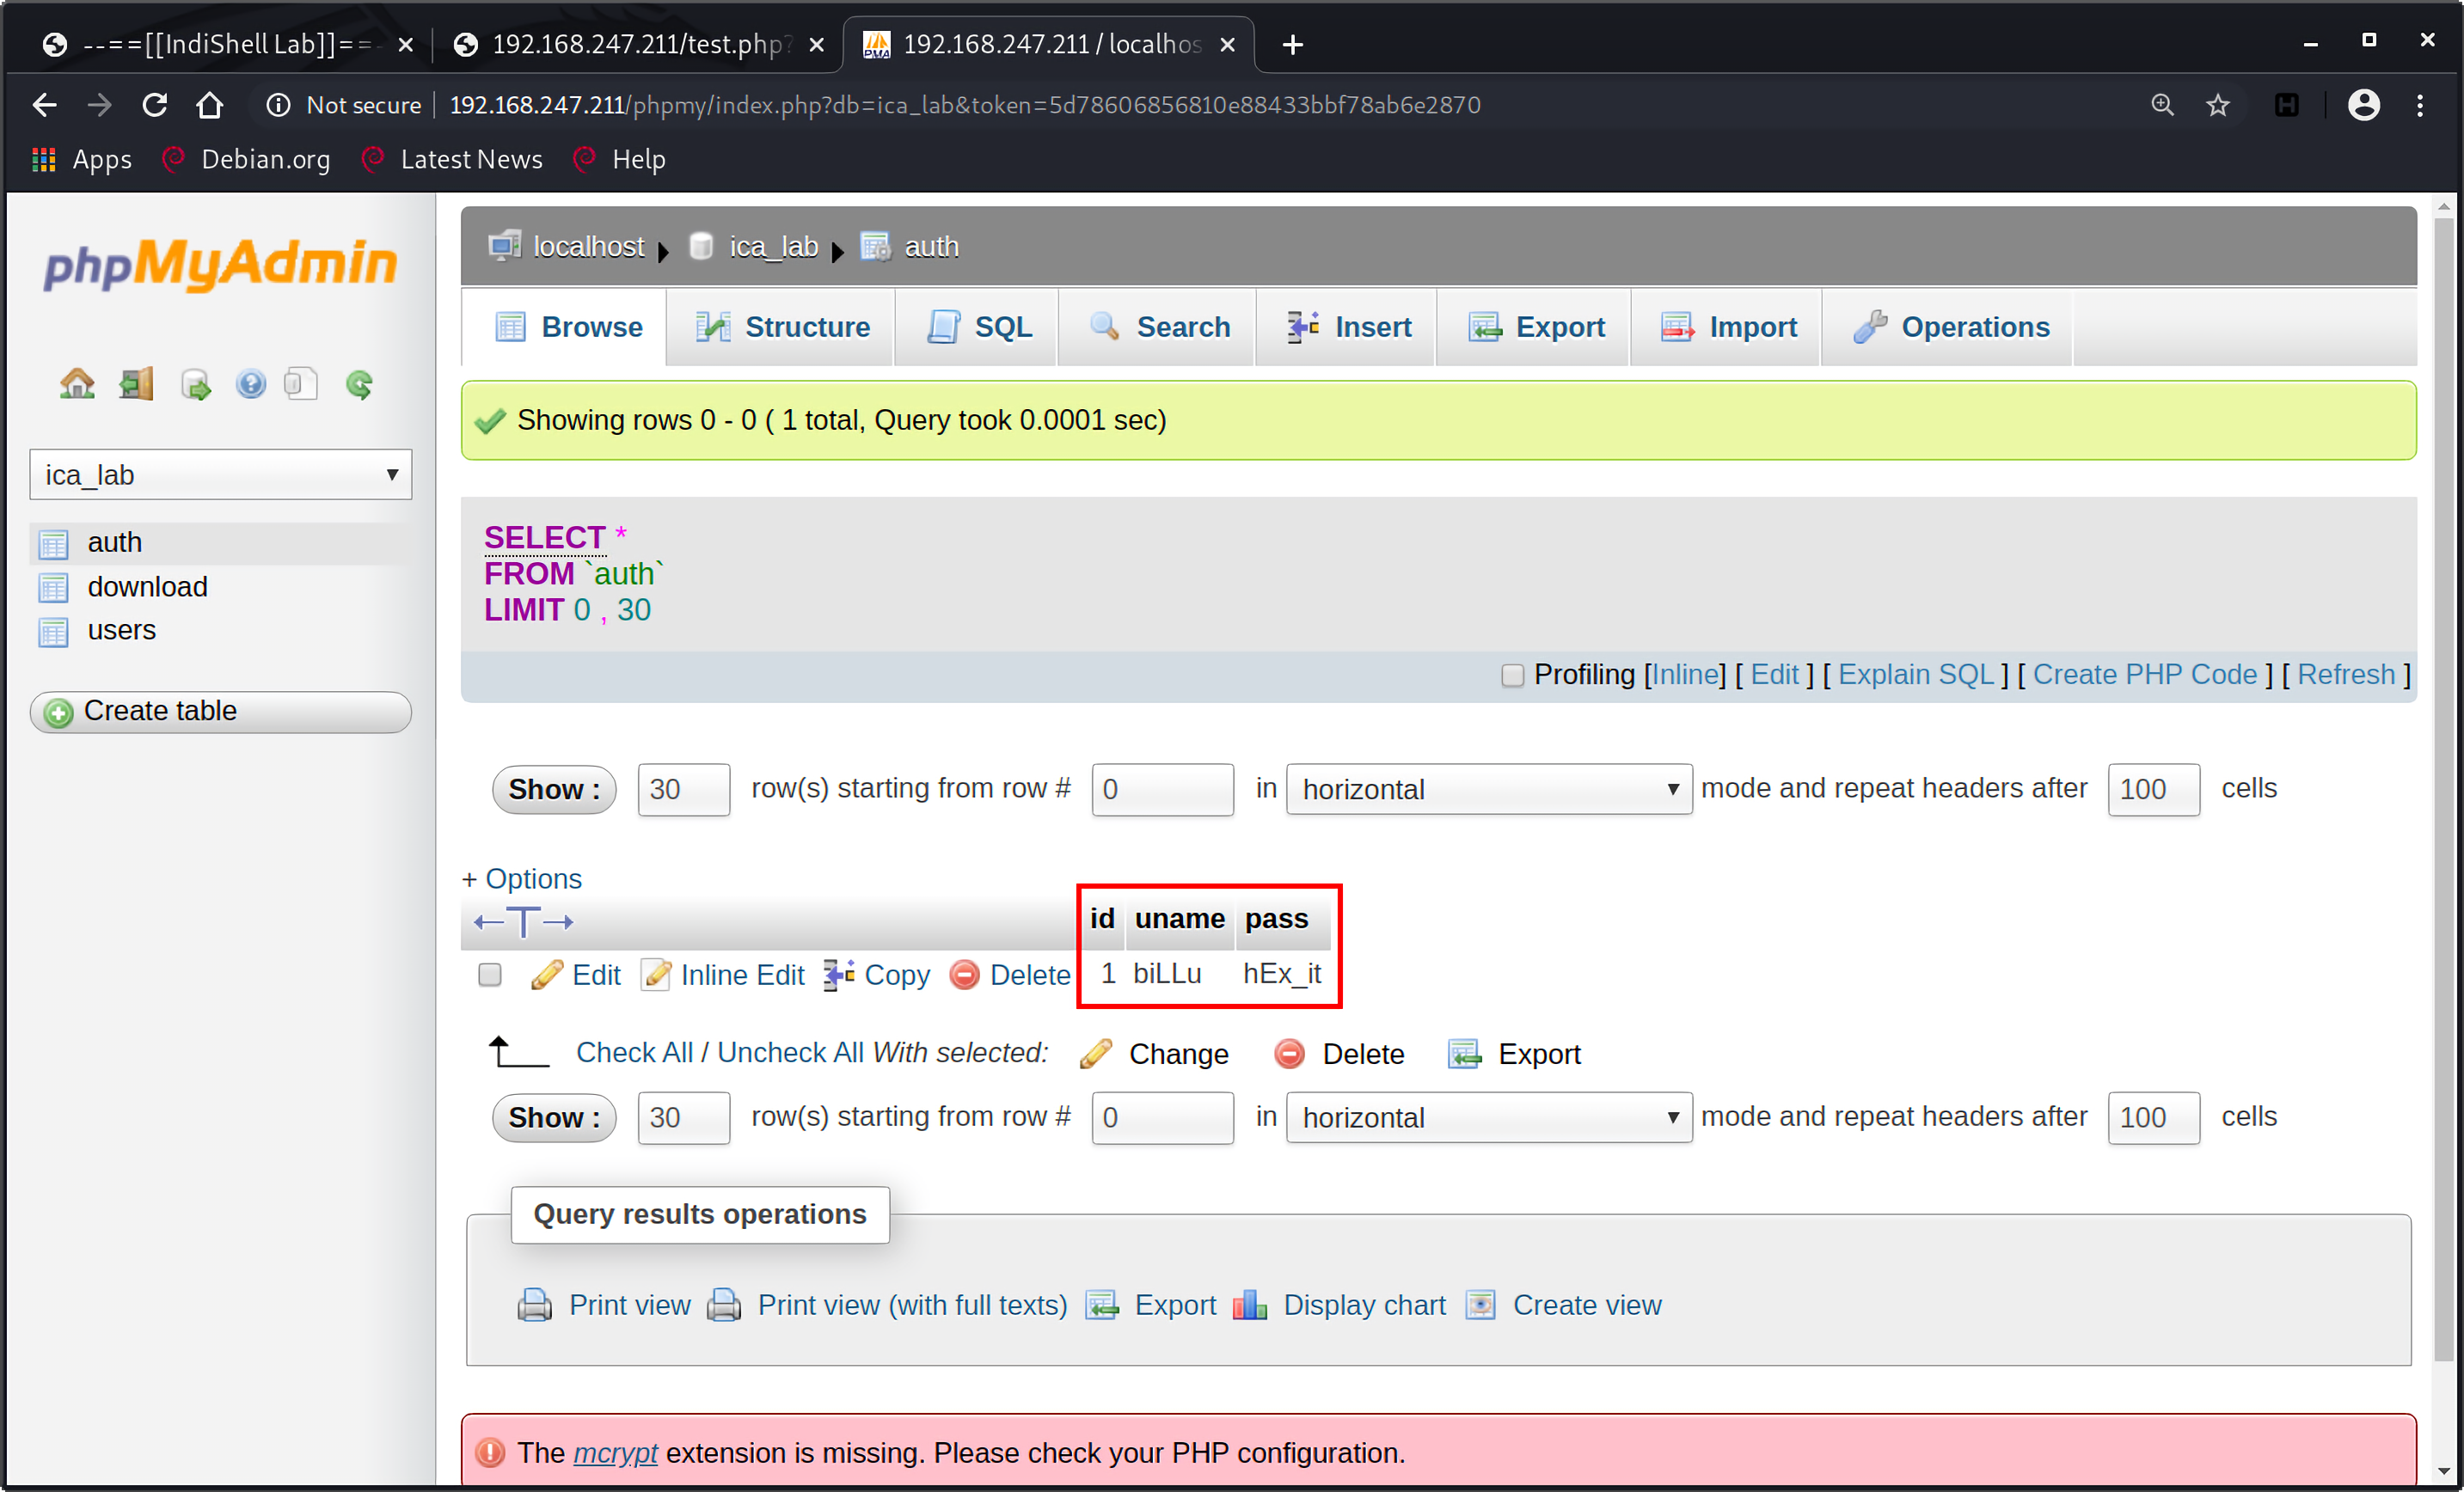 --==[[IndiShell Lab]]==-
192.168.247.211/test.php?
192.168.247.211 / localhos
Not secure
192.168.247.211/phpmy/index.php?db=ica_lab&token=5d78606856810e88433bbf78ab6e2870
Apps
Debian.org
Latest News
Help
phpMyAdmin
ica_lab
auth
download
users
Create table
localhost
ica_lab
auth
Browse
Structure
SQL
Search
Insert
Export
Import
Operations
Showing rows 0 - 0 ( 1 total, Query took 0.0001 sec)
SELECT *
FROM `auth`
LIMIT 0 , 30
Profiling [Inline] [ Edit ] [ Explain SQL ] [ Create PHP Code ] [ Refresh ]
Show : 30 row(s) starting from row # 0 in horizontal mode and repeat headers after 100 cells
+ Options
←T→ id uname pass
Edit Inline Edit Copy Delete 1 biLLu hEx_it
Check All / Uncheck All With selected: Change Delete Export
Show : 30 row(s) starting from row # 0 in horizontal mode and repeat headers after 100 cells
Query results operations
Print view Print view (with full texts) Export Display chart Create view
The mcrypt extension is missing. Please check your PHP configuration.